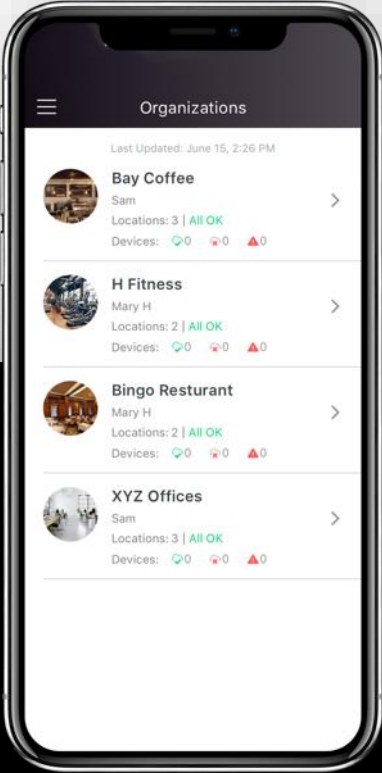 Organizations
Last Updated: June 15, 2:26 PM
Bay Coffee
Sam
Locations: 3 | All OK
Devices: 0 0 0
H Fitness
Mary H
Locations: 2 | All OK
Devices: 0 0 0
Bingo Resturant
Mary H
Locations: 2 | All OK
Devices: 0 0 0
XYZ Offices
Sam
Locations: 3 | All OK
Devices: 0 0 0